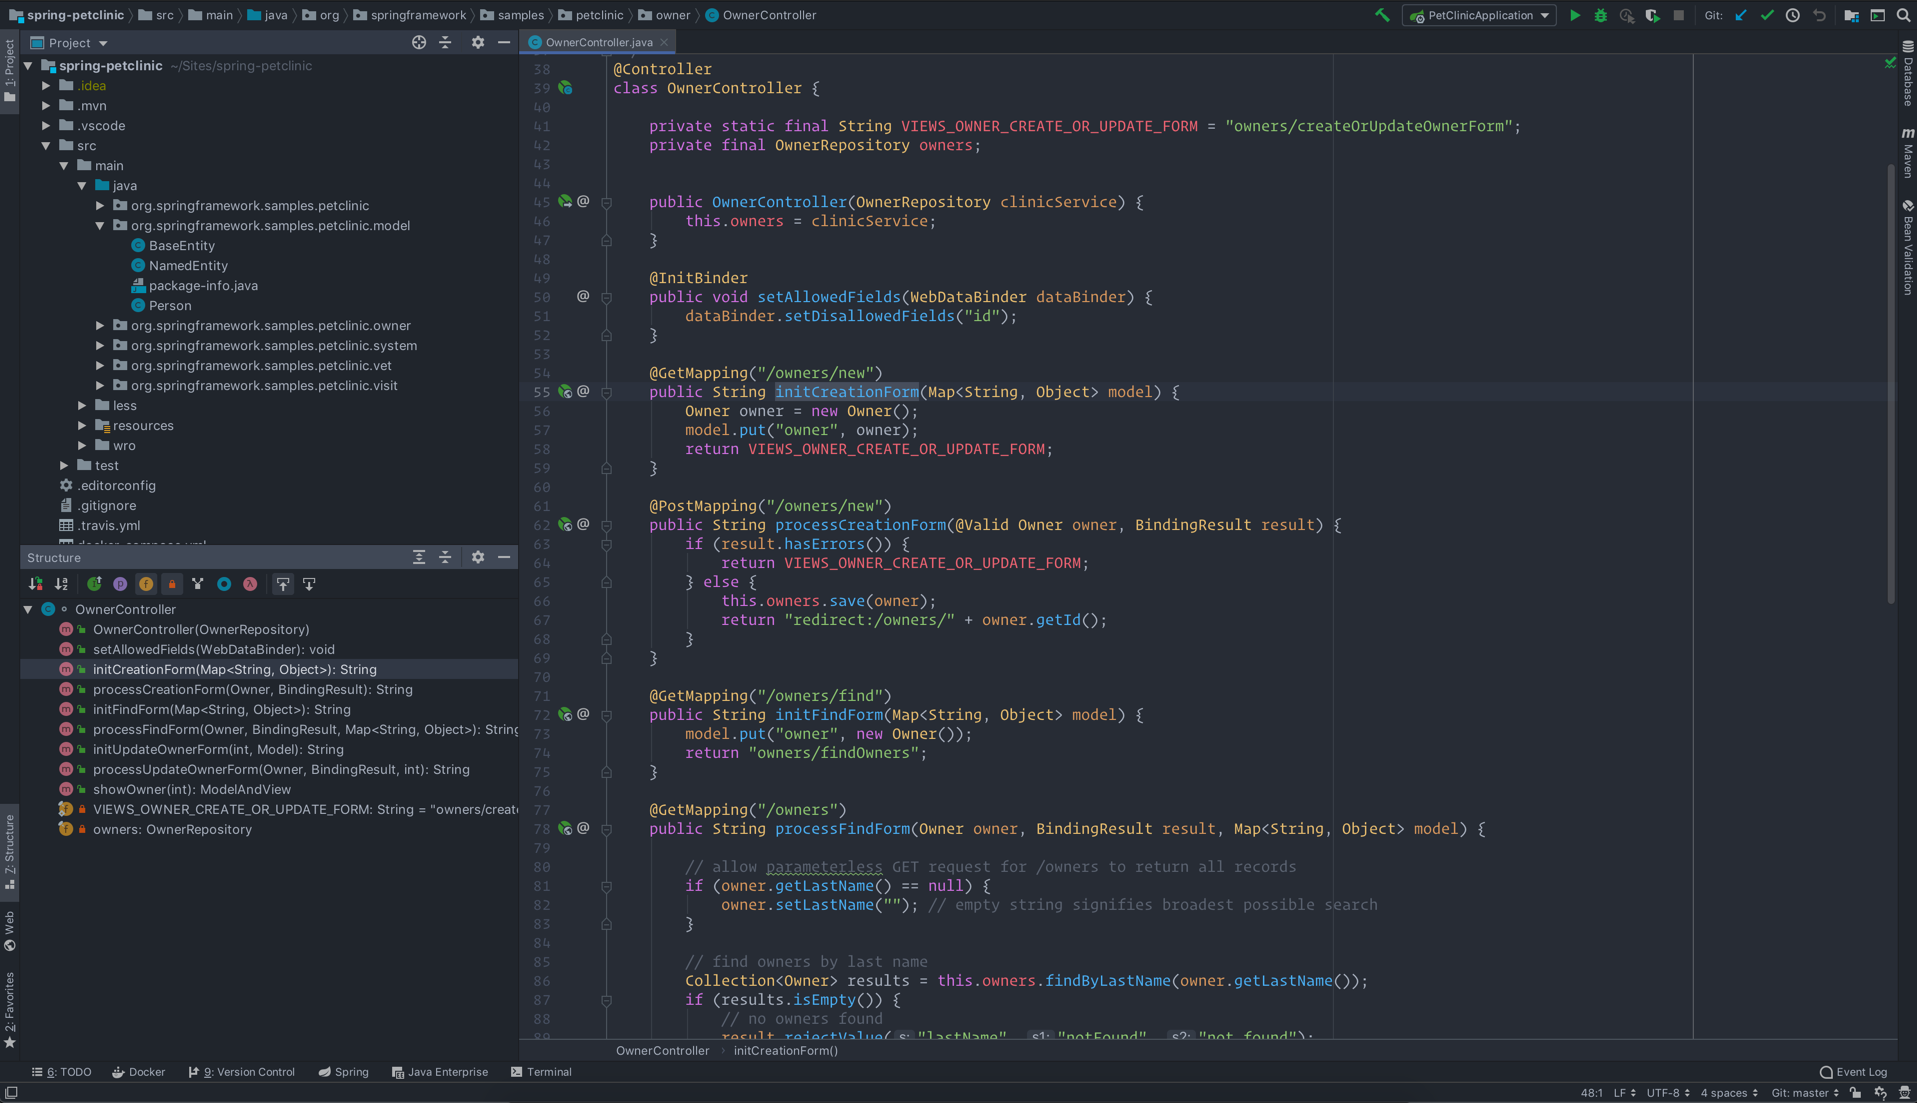 spring-petclinic src main java org springframework samples petclinic owner OwnerController PetClinicApplication Git:
Project OwnerController.java
1: Project
spring-petclinic ~/Sites/spring-petclinic
.idea
.mvn
.vscode
src
main
java
org.springframework.samples.petclinic
org.springframework.samples.petclinic.model
BaseEntity
NamedEntity
package-info.java
Person
org.springframework.samples.petclinic.owner
org.springframework.samples.petclinic.system
org.springframework.samples.petclinic.vet
org.springframework.samples.petclinic.visit
less
resources
wro
test
.editorconfig
.gitignore
.travis.yml
Structure
OwnerController
OwnerController(OwnerRepository)
setAllowedFields(WebDataBinder): void
initCreationForm(Map<String, Object>): String
processCreationForm(Owner, BindingResult): String
initFindForm(Map<String, Object>): String
processFindForm(Owner, BindingResult, Map<String, Object>): String
initUpdateOwnerForm(int, Model): String
processUpdateOwnerForm(Owner, BindingResult, int): String
showOwner(int): ModelAndView
VIEWS_OWNER_CREATE_OR_UPDATE_FORM: String = "owners/create
owners: OwnerRepository
Z: Structure
Web
2: Favorites
38 @Controller
39 class OwnerController {
40
41 private static final String VIEWS_OWNER_CREATE_OR_UPDATE_FORM = "owners/createOrUpdateOwnerForm";
42 private final OwnerRepository owners;
43
44
45 @ public OwnerController(OwnerRepository clinicService) {
46 this.owners = clinicService;
47 }
48
49 @InitBinder
50 @ public void setAllowedFields(WebDataBinder dataBinder) {
51 dataBinder.setDisallowedFields("id");
52 }
53
54 @GetMapping("/owners/new")
55 @ public String initCreationForm(Map<String, Object> model) {
56 Owner owner = new Owner();
57 model.put("owner", owner);
58 return VIEWS_OWNER_CREATE_OR_UPDATE_FORM;
59 }
60
61 @PostMapping("/owners/new")
62 @ public String processCreationForm(@Valid Owner owner, BindingResult result) {
63 if (result.hasErrors()) {
64 return VIEWS_OWNER_CREATE_OR_UPDATE_FORM;
65 } else {
66 this.owners.save(owner);
67 return "redirect:/owners/" + owner.getId();
68 }
69 }
70
71 @GetMapping("/owners/find")
72 @ public String initFindForm(Map<String, Object> model) {
73 model.put("owner", new Owner());
74 return "owners/findOwners";
75 }
76
77 @GetMapping("/owners")
78 @ public String processFindForm(Owner owner, BindingResult result, Map<String, Object> model) {
79
80 // allow parameterless GET request for /owners to return all records
81 if (owner.getLastName() == null) {
82 owner.setLastName(""); // empty string signifies broadest possible search
83 }
84
85 // find owners by last name
86 Collection<Owner> results = this.owners.findByLastName(owner.getLastName());
87 if (results.isEmpty()) {
88 // no owners found
89 result.rejectValue( s: "lastName", s1: "notFound", s2: "not found");
OwnerController initCreationForm()
Database
Maven
Bean Validation
6: TODO Docker 9: Version Control Spring Java Enterprise Terminal Event Log
48:1 LF UTF-8 4 spaces Git: master